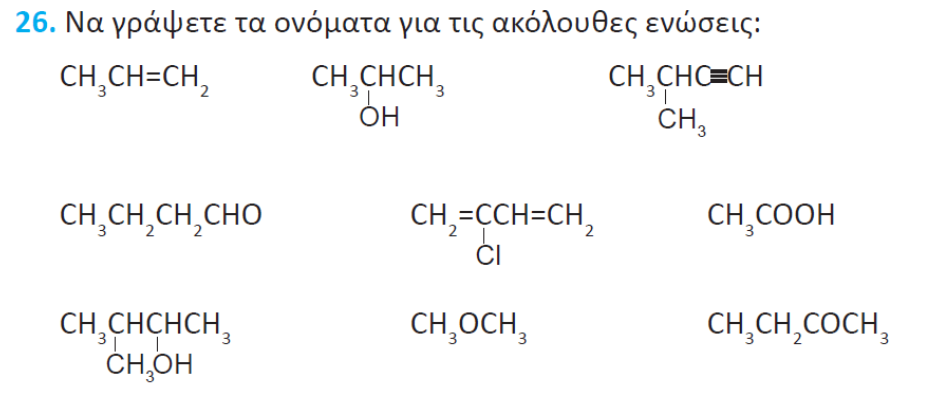 26. Να γράψετε τα ονόματα για τις ακόλουθες ενώσεις:
CH₃CH=CH₂ CH₃CHCH₃ CH₃CHC≡CH
OH CH₃
CH₃CH₂CH₂CHO CH₂=CCH=CH₂ CH₃COOH
Cl
CH₃CHCHCH₃ CH₃OCH₃ CH₃CH₂COCH₃
CH₃OH